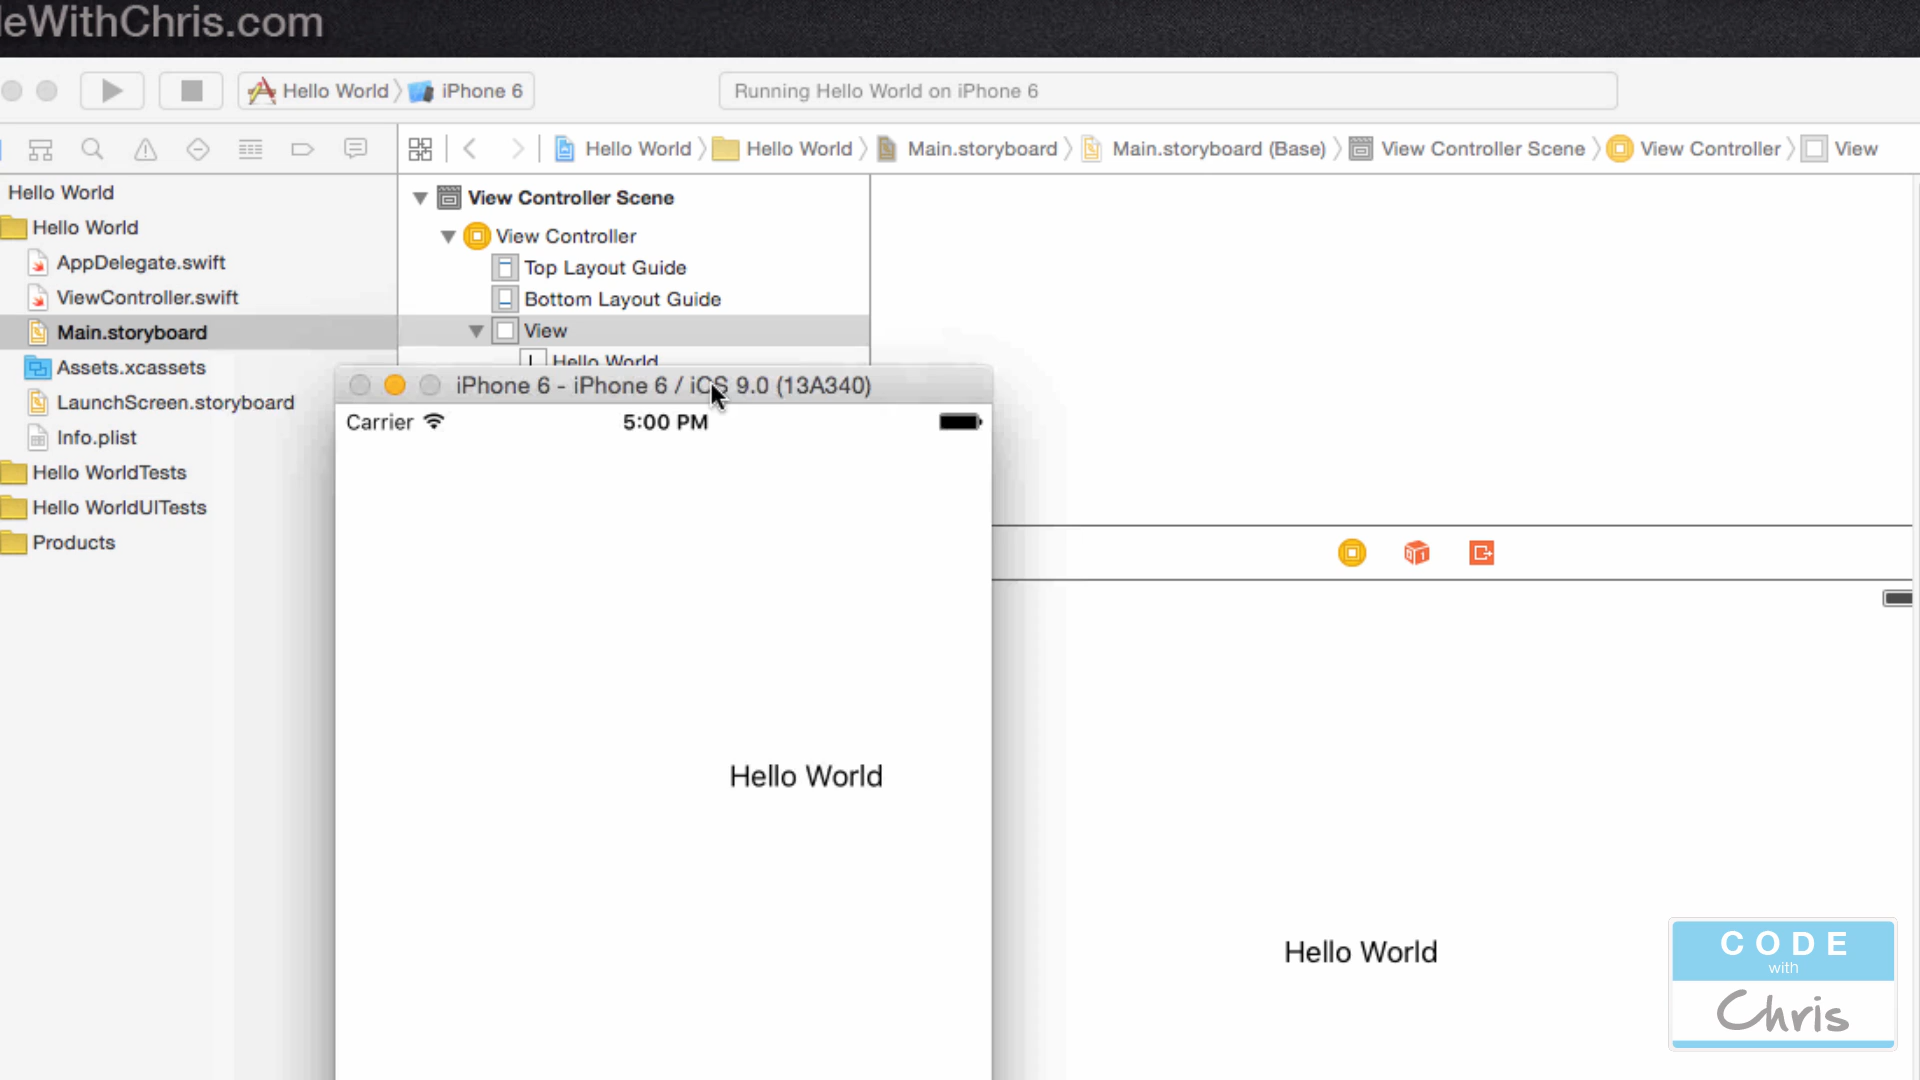 leWithChris.com
Hello World iPhone 6
Running Hello World on iPhone 6
Hello World Hello World Main.storyboard Main.storyboard (Base) View Controller Scene View Controller View
Hello World
Hello World
AppDelegate.swift
ViewController.swift
Main.storyboard
Assets.xcassets
LaunchScreen.storyboard
Info.plist
Hello WorldTests
Hello WorldUITests
Products
View Controller Scene
View Controller
Top Layout Guide
Bottom Layout Guide
View
L Hello World
iPhone 6 - iPhone 6 / iOS 9.0 (13A340)
Carrier 5:00 PM
Hello World
Hello World
CODE
with
Chris